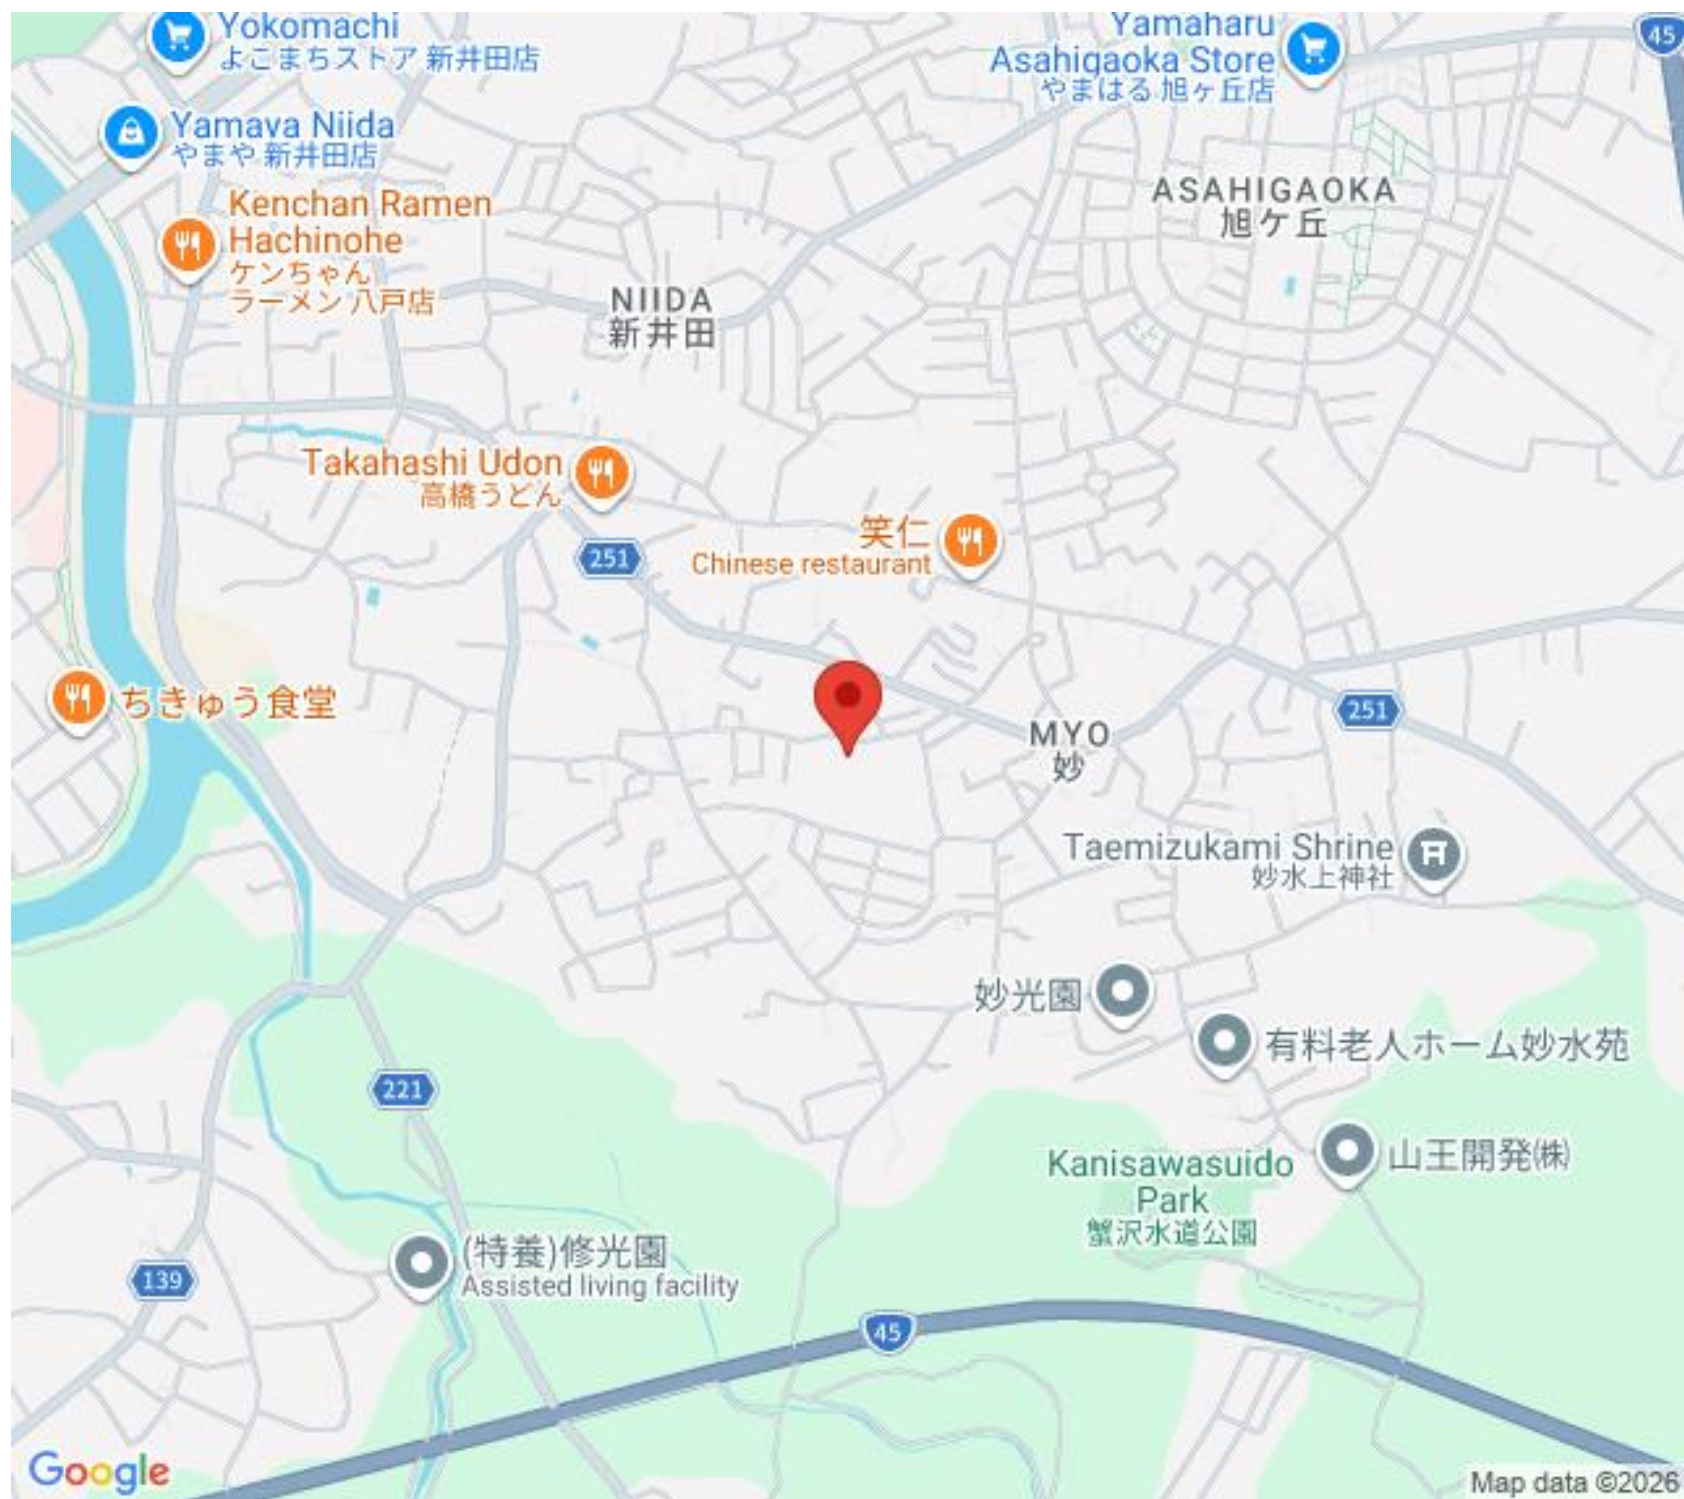 Yokomachi
よこまちストア 新井田店
Yamaharu
Asahigaoka Store
やまはる 旭ヶ丘店
45
Yamava Niida
やまや 新井田店
Kenchan Ramen
Hachinohe
ケンちゃん
ラーメン 八戸店
ASAHIGAOKA
旭ケ丘
NIIDA
新井田
Takahashi Udon
高橋うどん
笑仁
Chinese restaurant
251
ちきゅう食堂
251
MYO
妙
Taemizukami Shrine
妙水上神社
妙光園
有料老人ホーム妙水苑
221
Kanisawasuido
Park
蟹沢水道公園
山王開発㈱
(特養)修光園
Assisted living facility
139
45
Google
Map data ©2026